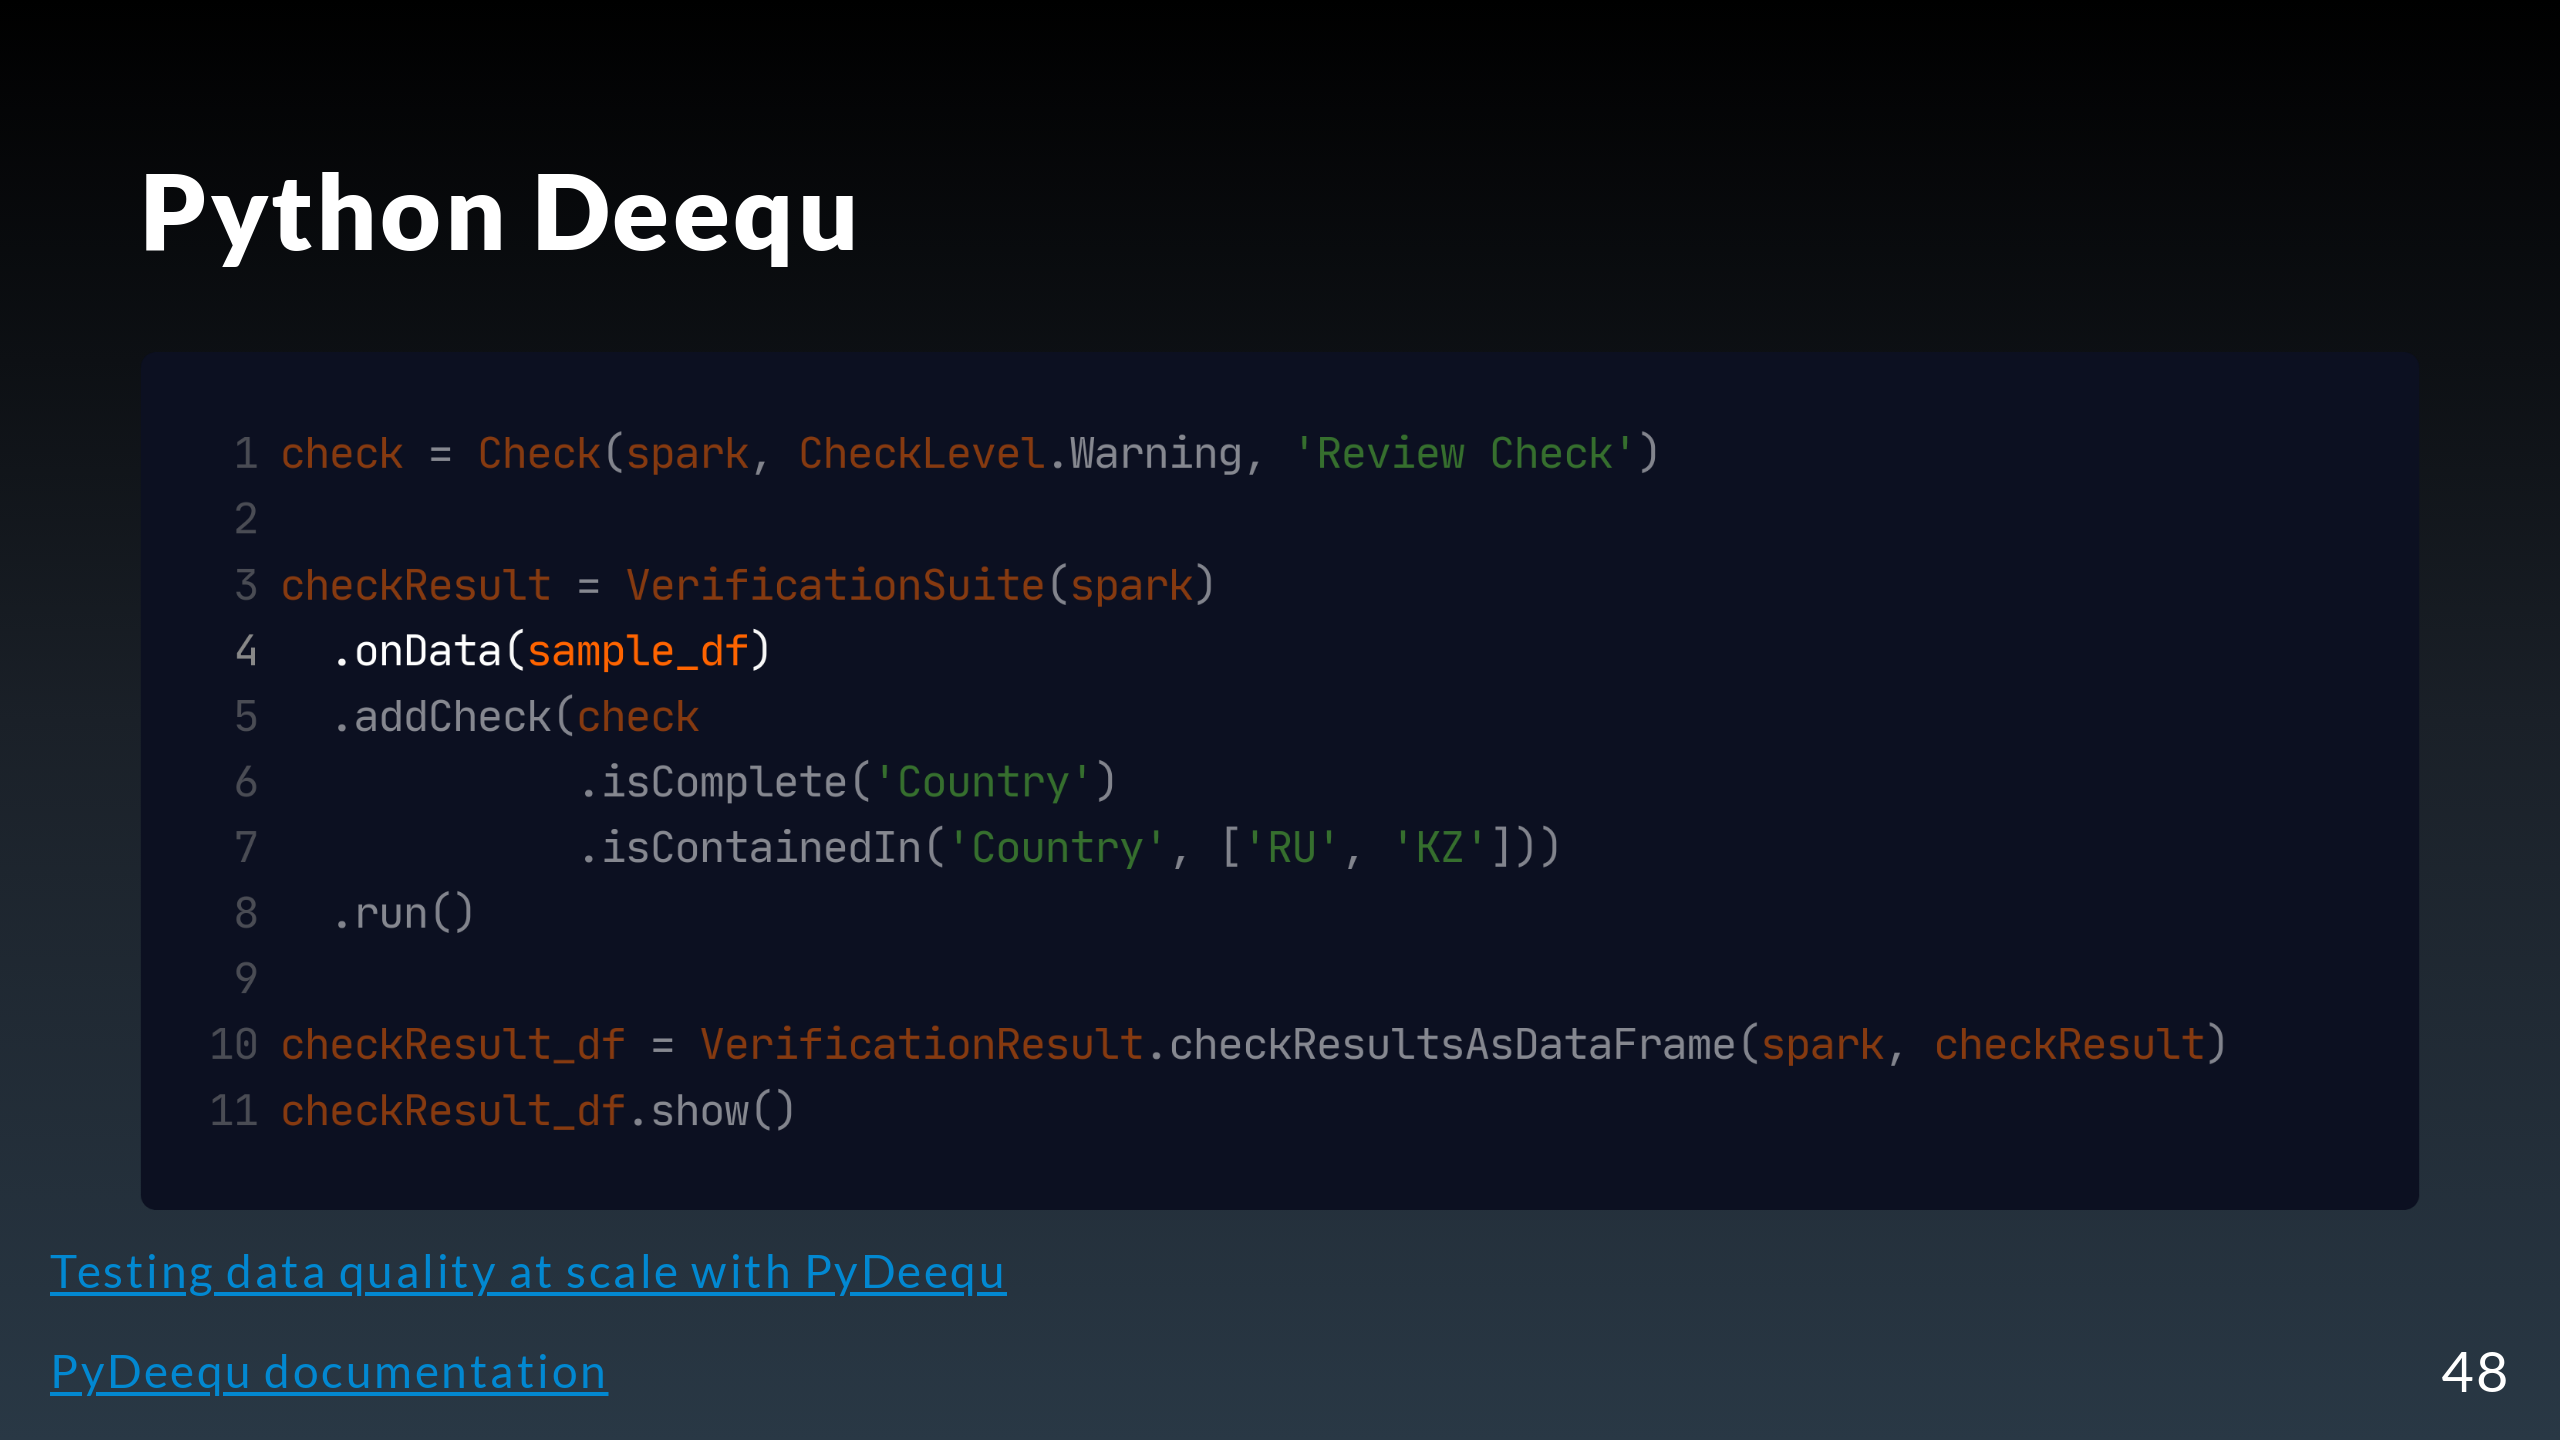 Python Deequ
1 check = Check(spark, CheckLevel.Warning, 'Review Check')
2
3 checkResult = VerificationSuite(spark)
4   .onData(sample_df)
5   .addCheck(check
6             .isComplete('Country')
7             .isContainedIn('Country', ['RU', 'KZ']))
8   .run()
9
10 checkResult_df = VerificationResult.checkResultsAsDataFrame(spark, checkResult)
11 checkResult_df.show()
Testing data quality at scale with PyDeequ
PyDeequ documentation
48